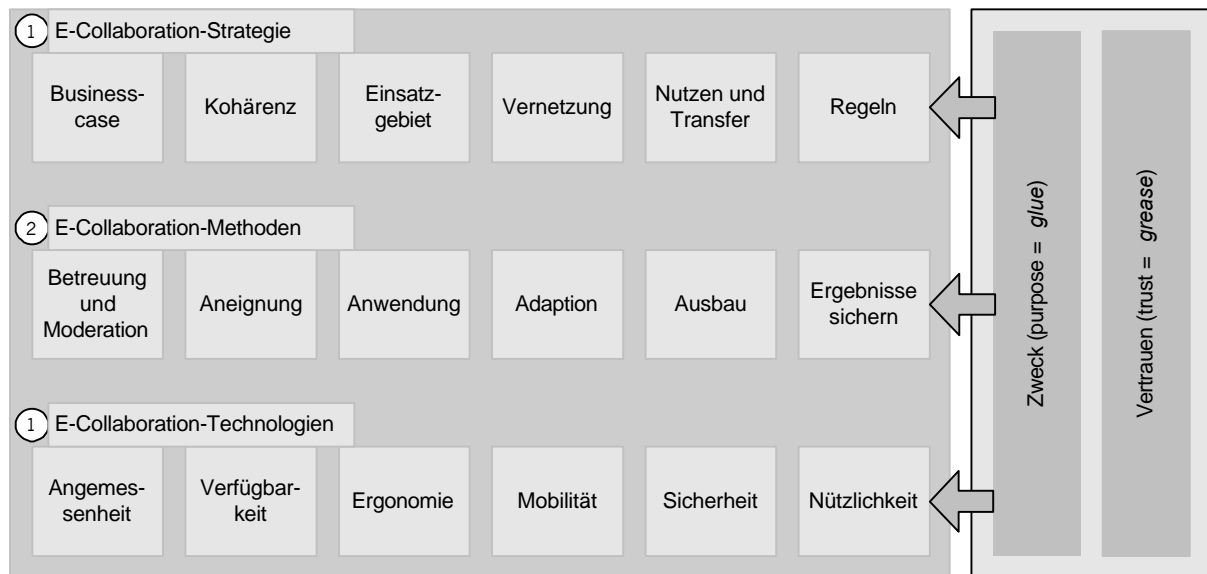 1 E-Collaboration-Strategie
Business-
case
Kohärenz
Einsatz-
gebiet
Vernetzung
Nutzen und
Transfer
Regeln
2 E-Collaboration-Methoden
Betreuung
und
Moderation
Aneignung
Anwendung
Adaption
Ausbau
Ergebnisse
sichern
1 E-Collaboration-Technologien
Angemes-
senheit
Verfügbar-
keit
Ergonomie
Mobilität
Sicherheit
Nützlichkeit
Zweck (purpose = glue)
Vertrauen (trust = grease)